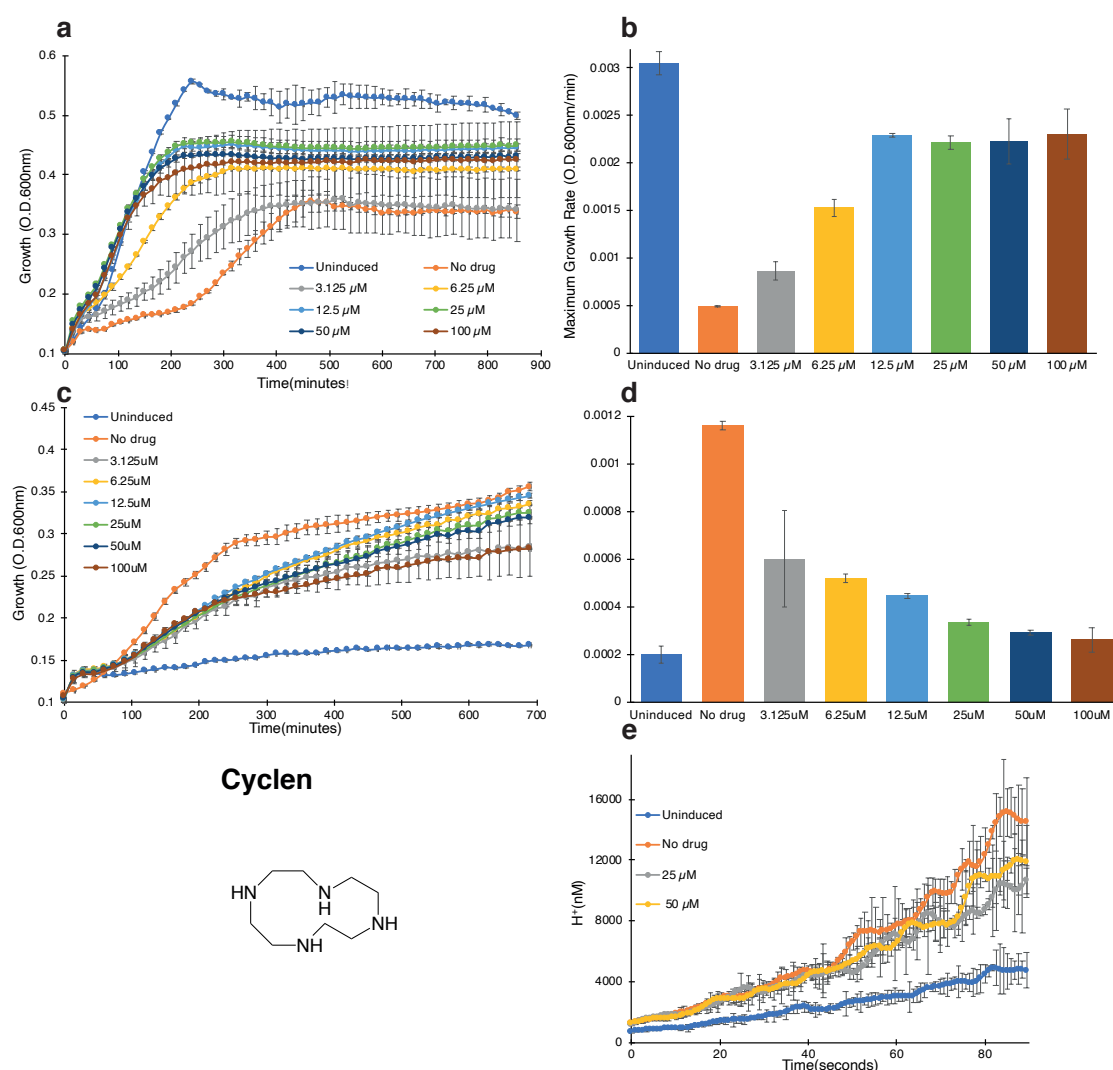 a
0.6
0.5
0.4
0.3
0.2
0.1
Growth (O.D.600nm)
Uninduced
No drug
3.125 µM
6.25 µM
12.5 µM
25 µM
50 µM
100 µM
0 100 200 300 400 500 600 700 800 900
Time(minutes)
b
0.003
0.0025
0.002
0.0015
0.001
0.0005
0
Maximum Growth Rate (O.D.600nm/min)
Uninduced No drug 3.125 µM 6.25 µM 12.5 µM 25 µM 50 µM 100 µM
c
0.45
0.4
0.35
0.3
0.25
0.2
0.15
0.1
Growth (O.D.600nm)
Uninduced
No drug
3.125uM
6.25uM
12.5uM
25uM
50uM
100uM
0 100 200 300 400 500 600 700
Time(minutes)
d
0.0012
0.001
0.0008
0.0006
0.0004
0.0002
0
Uninduced No drug 3.125uM 6.25uM 12.5uM 25uM 50uM 100uM
Cyclen
NH
N
H
NH
NH
e
16000
12000
8000
4000
0
H⁺(nM)
Uninduced
No drug
25 µM
50 µM
0 20 40 60 80
Time(seconds)